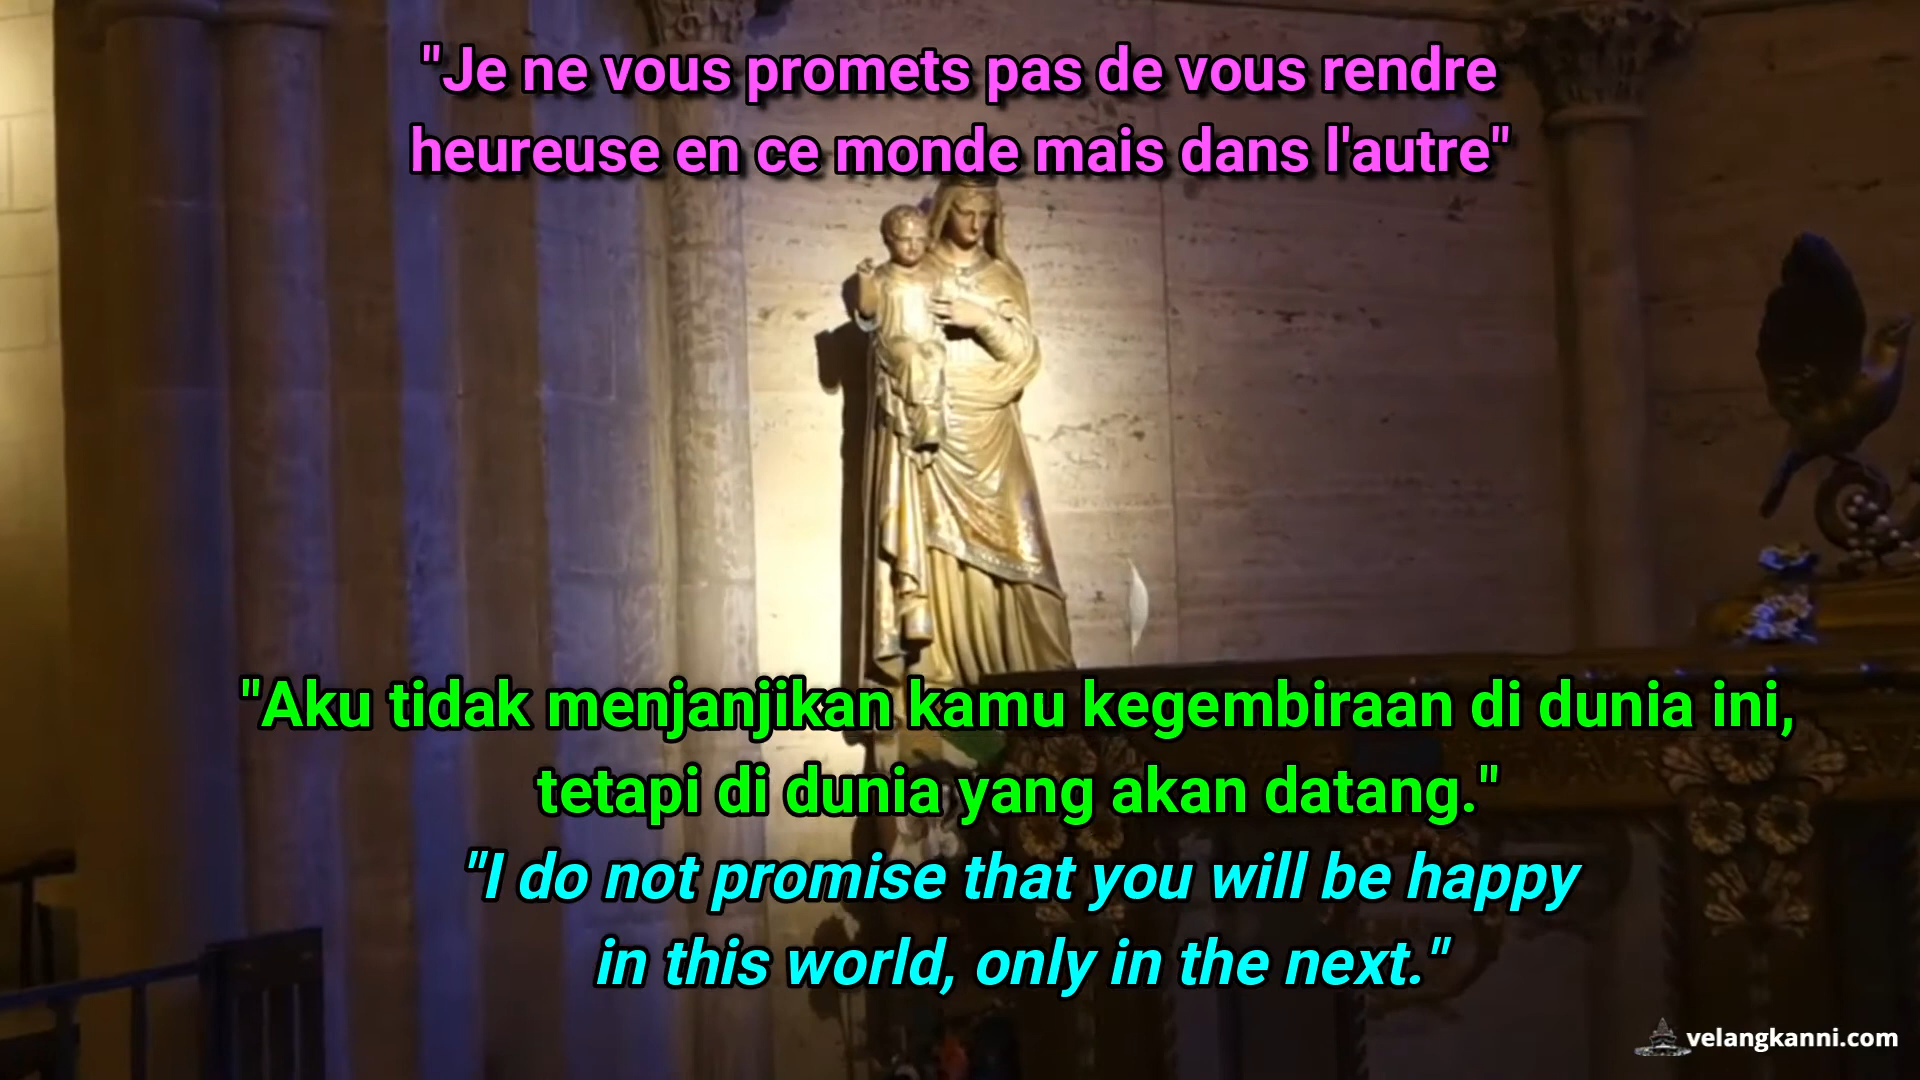 "Je ne vous promets pas de vous rendre
heureuse en ce monde mais dans l'autre"
"Aku tidak menjanjikan kamu kegembiraan di dunia ini,
tetapi di dunia yang akan datang."
"I do not promise that you will be happy
in this world, only in the next."
velangkanni.com